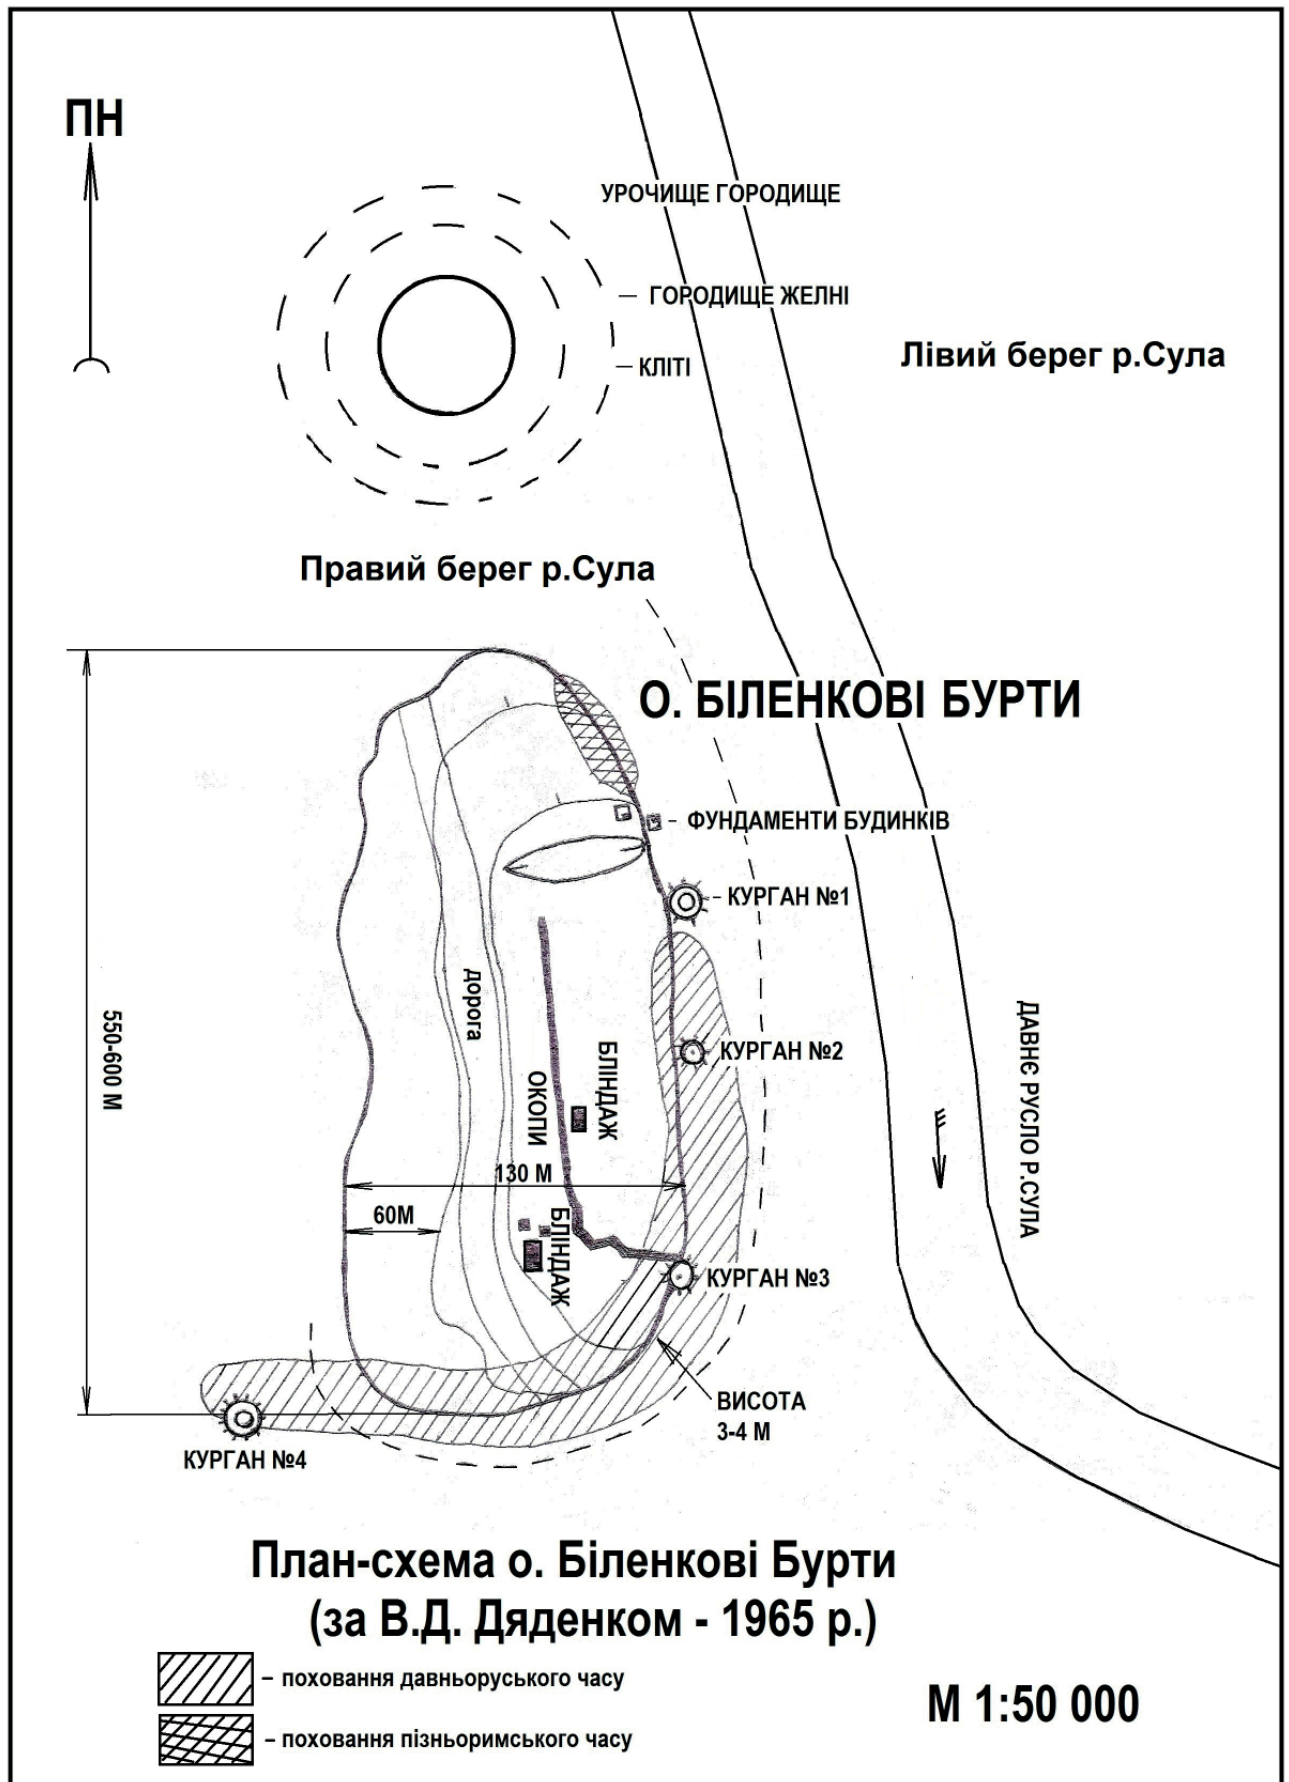 ПН
УРОЧИЩЕ ГОРОДИЩЕ
ГОРОДИЩЕ ЖЕЛНІ
КЛІТІ
Лівий берег р.Сула
Правий берег р.Сула
О. БІЛЕНКОВІ БУРТИ
ФУНДАМЕНТИ БУДИНКІВ
КУРГАН №1
дорога
550-600 М
ОКОПИ
БЛІНДАЖ
КУРГАН №2
ДАВНЄ РУСЛО Р.СУЛА
130 М
60М
БЛІНДАЖ
КУРГАН №3
ВИСОТА
3-4 М
КУРГАН №4
План-схема о. Біленкові Бурти
(за В.Д. Дяденком - 1965 р.)
– поховання давньоруського часу
– поховання пізньоримського часу
М 1:50 000